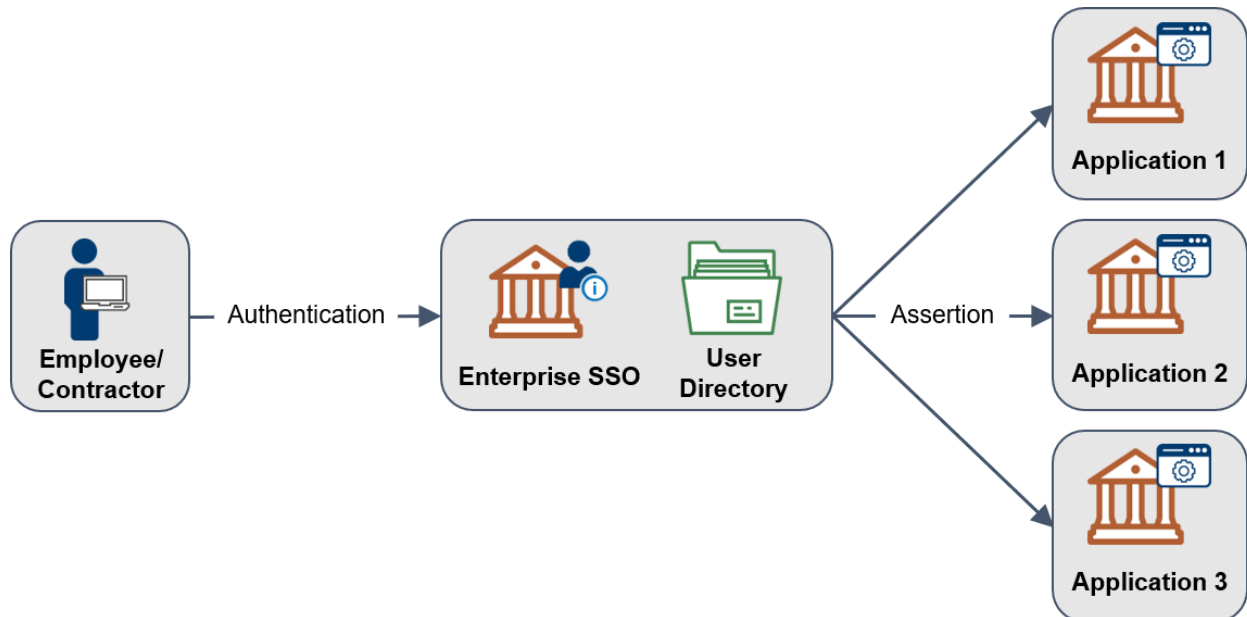 Employee/
Contractor
Authentication
Enterprise SSO
User
Directory
Assertion
Application 1
Application 2
Application 3